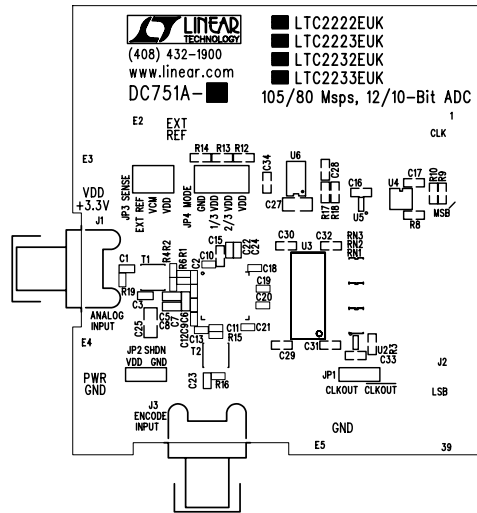 LINEAR
TECHNOLOGY
(408) 432-1900
www.linear.com
DC751A-
LTC2222EUK
LTC2223EUK
LTC2232EUK
LTC2233EUK
105/80 Msps, 12/10-Bit ADC
E2
EXT
REF
1
CLK
E3
R14
R13
R12
C34
U6
C28
C27
R17
R18
C16
U5
U4
C17
R10
R9
MSB
R8
VDD
+3.3V
JP3 SENSE
EXT REF
VCM
VDD
JP4 MODE
GND
1/3 VDD
2/3 VDD
VDD
J1
C1
R19
T1
R4
R2
R6
R1
C2
C10
C15
C22
C24
C18
C19
C20
C21
C30
U3
C32
RN3
RN2
RN1
ANALOG
INPUT
C3
C25
C5
C8
C7
C12
C9
C6
C13
C11
R15
T2
C29
C31
U2
R3
C33
E4
JP2 SHDN
VDD GND
C23
R16
JP1
CLKOUT
CLKOUT
J2
PWR
GND
LSB
J3
ENCODE
INPUT
GND
E5
39